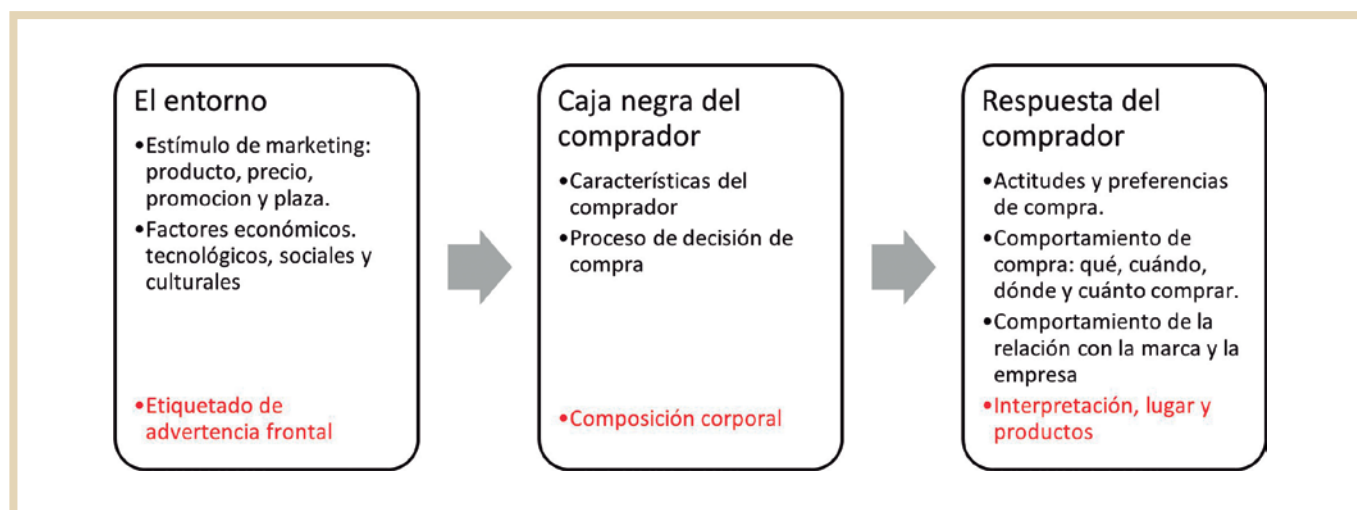 El entorno
•Estímulo de marketing:
producto, precio,
promocion y plaza.
•Factores económicos.
tecnológicos, sociales y
culturales
•Etiquetado de
advertencia frontal
Caja negra del
comprador
•Características del
comprador
•Proceso de decisión de
compra
•Composición corporal
Respuesta del
comprador
•Actitudes y preferencias
de compra.
•Comportamiento de
compra: qué, cuándo,
dónde y cuánto comprar.
•Comportamiento de la
relación con la marca y la
empresa
•Interpretación, lugar y
productos